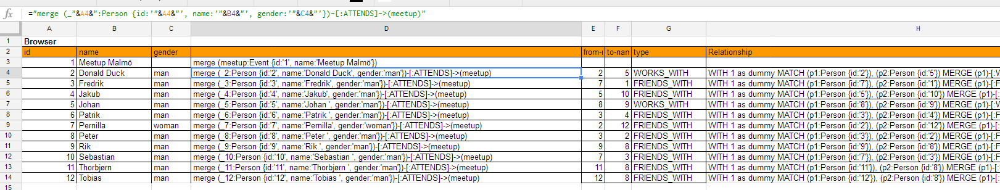 fx ="merge (_"&A4&":Person {id:'"&A4&"', name:'"&B4&"', gender:'"&C4&"'})-[:ATTENDS]->(meetup)"
A B C D E F G H
1 Browser
2 id name gender from-n to-nam type Relationship
3 1 Meetup Malmö merge (meetup:Event {id:'1', name:'Meetup Malmö'})
4 2 Donald Duck man merge (_2:Person {id:'2', name:'Donald Duck', gender:'man'})-[:ATTENDS]->(meetup) 2 5 WORKS_WITH WITH 1 as dummy MATCH (p1:Person {id:'2'}), (p2:Person {id:'5'}) MERGE (p1)-[:W
5 3 Fredrik man merge (_3:Person {id:'3', name:'Fredrik', gender:'man'})-[:ATTENDS]->(meetup) 7 1 FRIENDS_WITH WITH 1 as dummy MATCH (p1:Person {id:'7'}), (p2:Person {id:'1'}) MERGE (p1)-[:F
6 4 Jakub man merge (_4:Person {id:'4', name:'Jakub', gender:'man'})-[:ATTENDS]->(meetup) 5 10 FRIENDS_WITH WITH 1 as dummy MATCH (p1:Person {id:'5'}), (p2:Person {id:'10'}) MERGE (p1)-[:
7 5 Johan man merge (_5:Person {id:'5', name:'Johan ', gender:'man'})-[:ATTENDS]->(meetup) 8 9 WORKS_WITH WITH 1 as dummy MATCH (p1:Person {id:'8'}), (p2:Person {id:'9'}) MERGE (p1)-[:W
8 6 Patrik man merge (_6:Person {id:'6', name:'Patrik ', gender:'man'})-[:ATTENDS]->(meetup) 3 4 FRIENDS_WITH WITH 1 as dummy MATCH (p1:Person {id:'3'}), (p2:Person {id:'4'}) MERGE (p1)-[:F
9 7 Pernilla woman merge (_7:Person {id:'7', name:'Pernilla', gender:'woman'})-[:ATTENDS]->(meetup) 2 12 FRIENDS_WITH WITH 1 as dummy MATCH (p1:Person {id:'2'}), (p2:Person {id:'12'}) MERGE (p1)-[:
10 8 Peter man merge (_8:Person {id:'8', name:'Peter ', gender:'man'})-[:ATTENDS]->(meetup) 3 2 FRIENDS_WITH WITH 1 as dummy MATCH (p1:Person {id:'3'}), (p2:Person {id:'2'}) MERGE (p1)-[:F
11 9 Rik man merge (_9:Person {id:'9', name:'Rik ', gender:'man'})-[:ATTENDS]->(meetup) 9 8 FRIENDS_WITH WITH 1 as dummy MATCH (p1:Person {id:'9'}), (p2:Person {id:'8'}) MERGE (p1)-[:F
12 10 Sebastian man merge (_10:Person {id:'10', name:'Sebastian ', gender:'man'})-[:ATTENDS]->(meetup) 7 3 FRIENDS_WITH WITH 1 as dummy MATCH (p1:Person {id:'7'}), (p2:Person {id:'3'}) MERGE (p1)-[:F
13 11 Thorbjørn man merge (_11:Person {id:'11', name:'Thorbjørn ', gender:'man'})-[:ATTENDS]->(meetup) 11 8 FRIENDS_WITH WITH 1 as dummy MATCH (p1:Person {id:'11'}), (p2:Person {id:'8'}) MERGE (p1)-[:
14 12 Tobias man merge (_12:Person {id:'12', name:'Tobias ', gender:'man'})-[:ATTENDS]->(meetup) 12 8 FRIENDS_WITH WITH 1 as dummy MATCH (p1:Person {id:'12'}), (p2:Person {id:'8'}) MERGE (p1)-[:
15